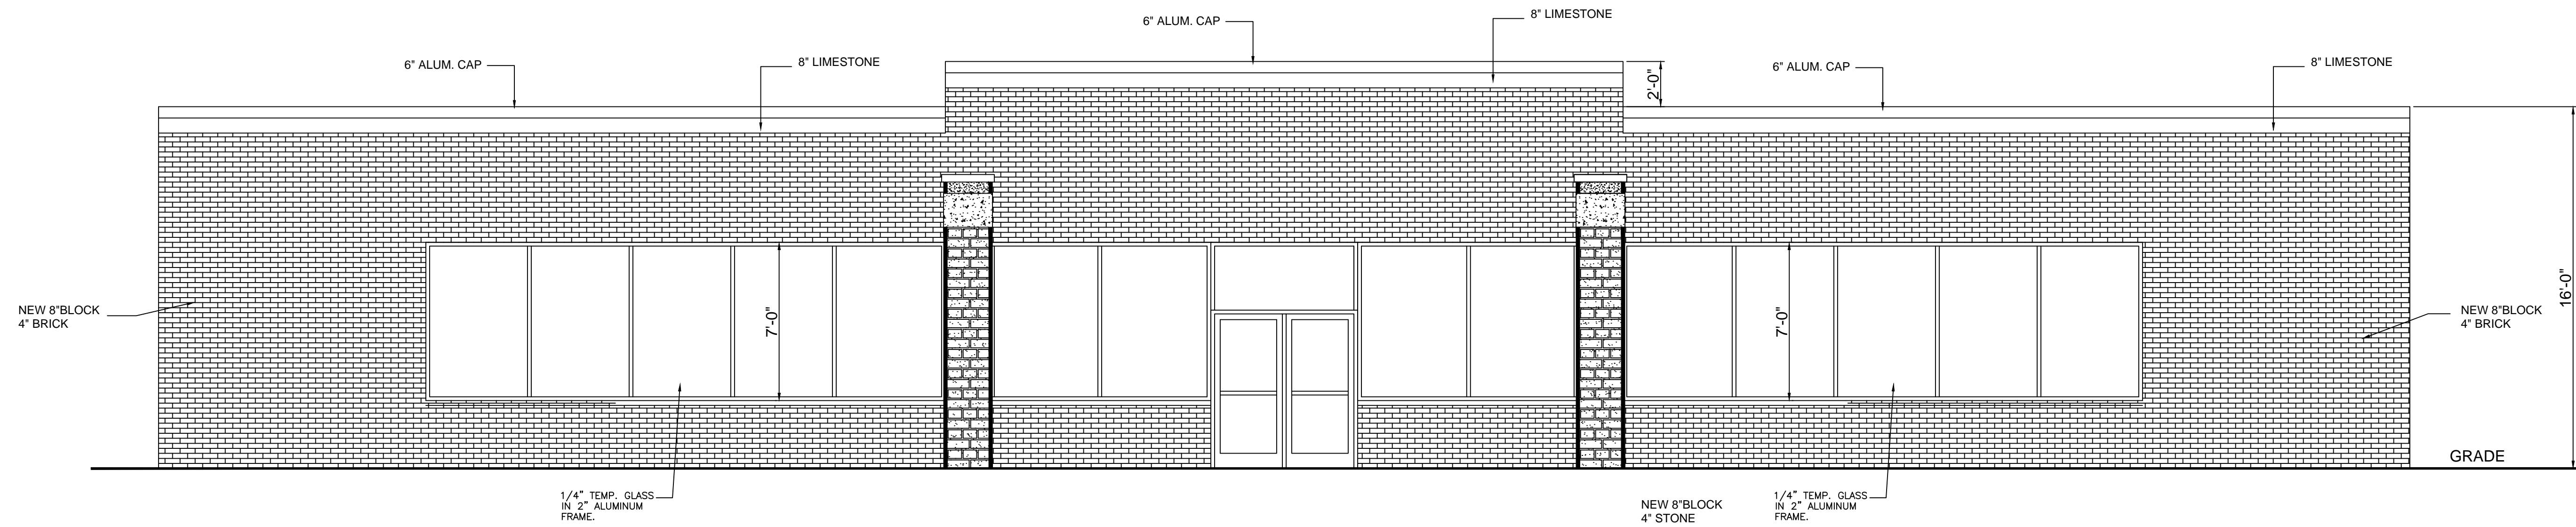 6" ALUM. CAP
8" LIMESTONE
6" ALUM. CAP
8" LIMESTONE
6" ALUM. CAP
8" LIMESTONE
2'-0"
16'-0"
7'-0"
7'-0"
NEW 8"BLOCK
4" BRICK
NEW 8"BLOCK
4" BRICK
GRADE
1/4" TEMP. GLASS
IN 2" ALUMINUM
FRAME.
NEW 8"BLOCK
4" STONE
1/4" TEMP. GLASS
IN 2" ALUMINUM
FRAME.